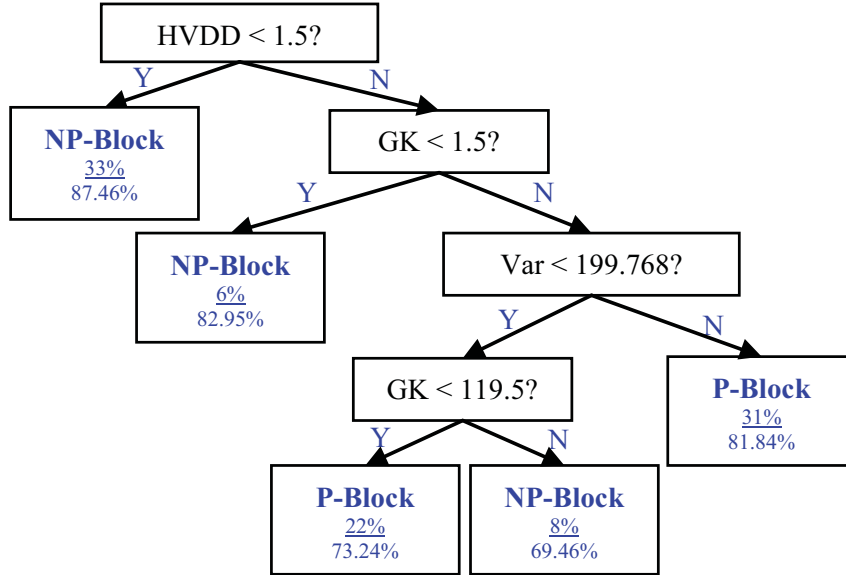 HVDD < 1.5?
Y
N
NP-Block
33%
87.46%
GK < 1.5?
Y
N
NP-Block
6%
82.95%
Var < 199.768?
Y
N
GK < 119.5?
P-Block
31%
81.84%
Y
N
P-Block
22%
73.24%
NP-Block
8%
69.46%